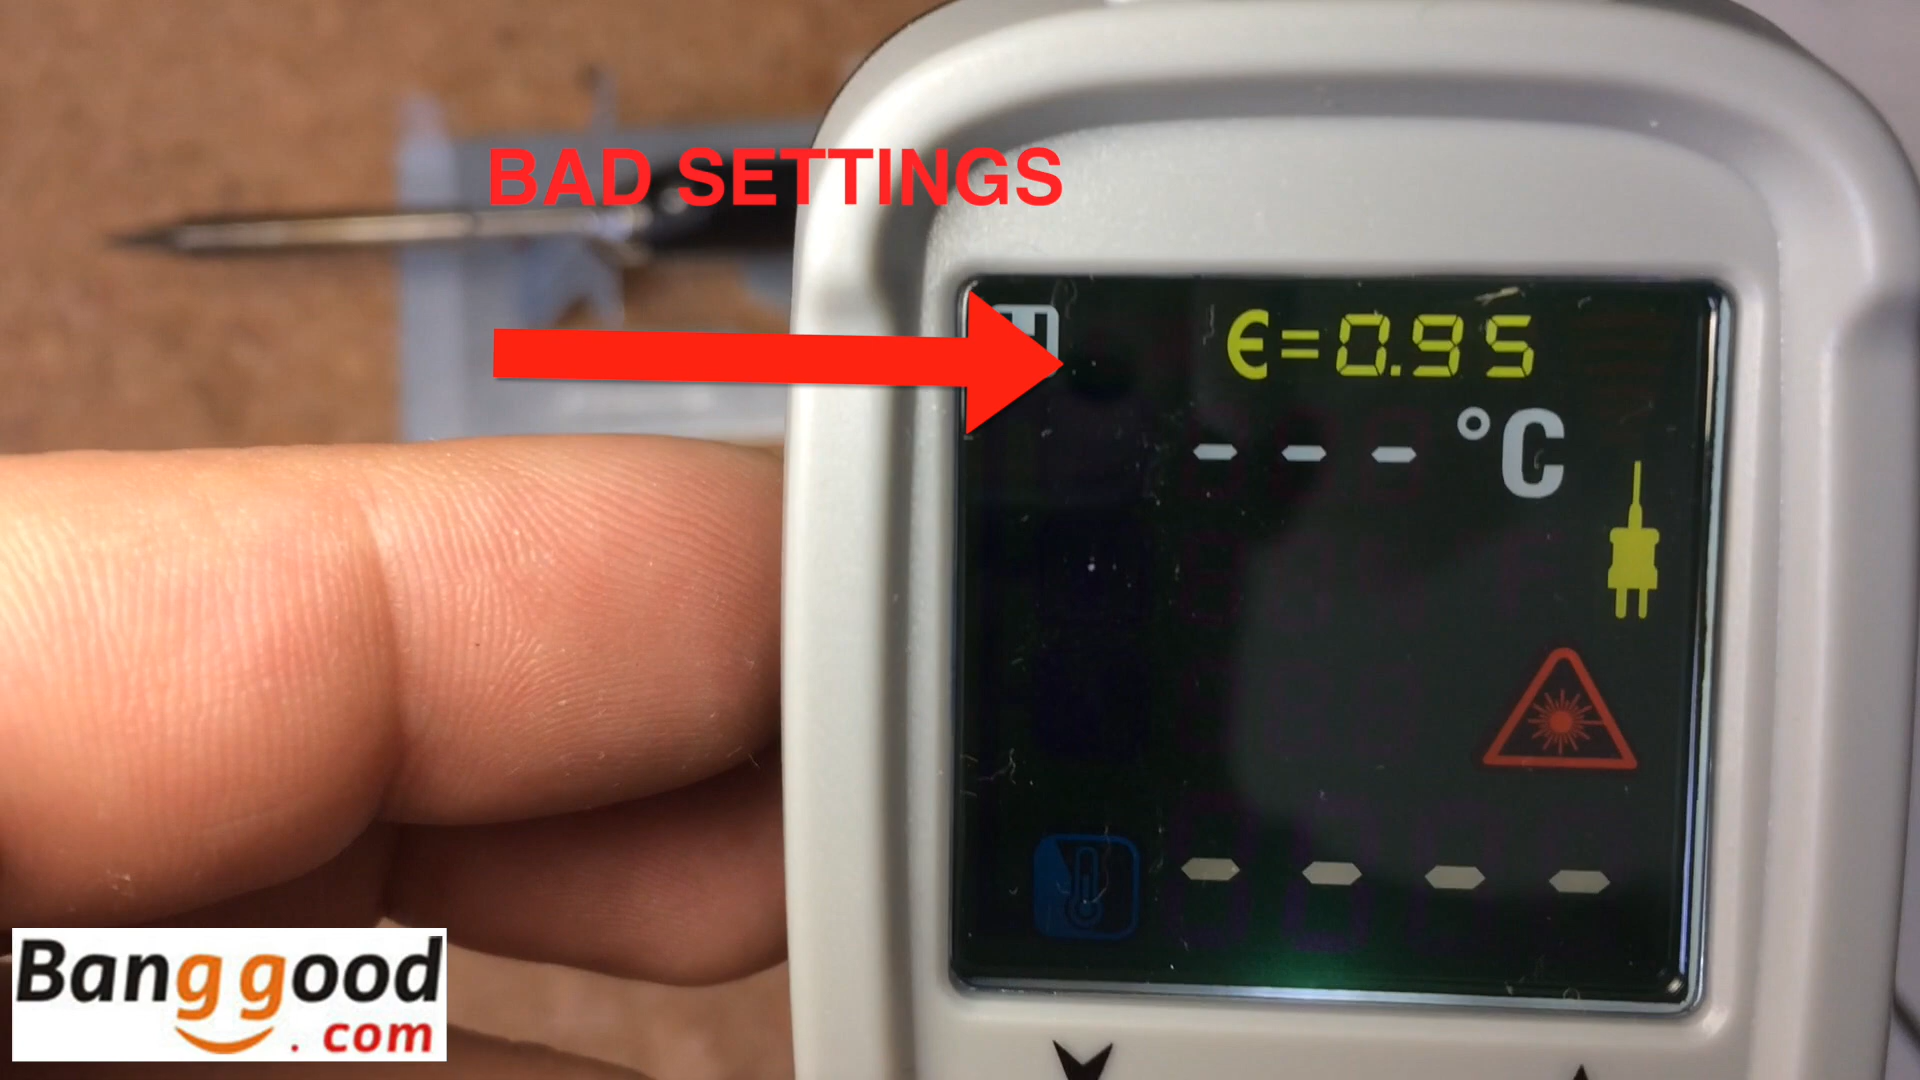 BAD SETTINGS
H
€=0.95
--- °C
----
Banggood
.com